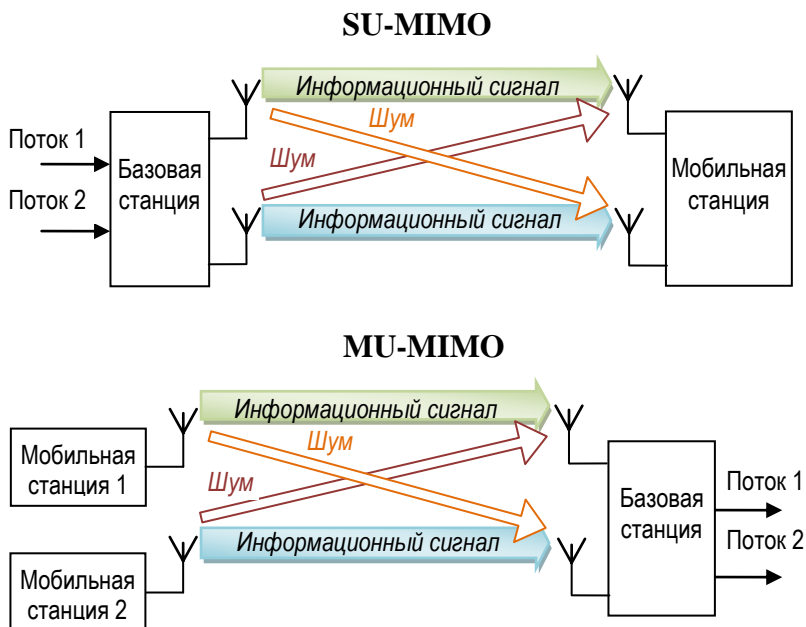 SU-MIMO
Информационный сигнал
Шум
Поток 1
Шум
Базовая
станция
Мобильная
станция
Поток 2
Информационный сигнал
MU-MIMO
Информационный сигнал
Шум
Мобильная
станция 1
Шум
Базовая
станция
Поток 1
Поток 2
Информационный сигнал
Мобильная
станция 2